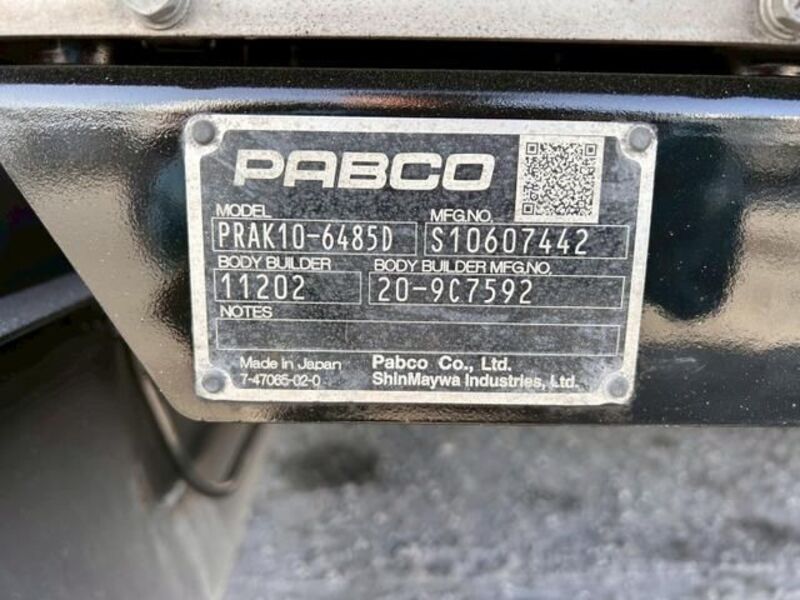 PABCO
MODEL MFG.NO.
PRAK10-6485D S10607442
BODY BUILDER BODY BUILDER MFG.NO.
11202 20-9C7592
NOTES
Made in Japan Pabco Co., Ltd.
7-47065-02-0 ShinMaywa Industries, Ltd.